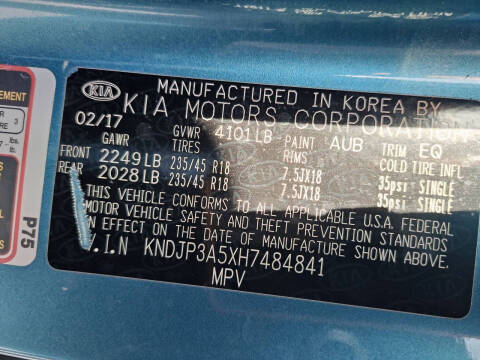 MANUFACTURED IN KOREA BY
KIA KIA MOTORS CORPORATION
02/17 GVWR 4101LB PAINT AUB TRIM EQ
GAWR TIRES RIMS COLD TIRE INFL
FRONT 2249LB 235/45 R18 7.5JX18 35psi SINGLE
REAR 2028LB 235/45 R18 7.5JX18 35psi SINGLE
THIS VEHICLE CONFORMS TO ALL APPLICABLE U.S.A. FEDERAL
MOTOR VEHICLE SAFETY AND THEFT PREVENTION STANDARDS
IN EFFECT ON THE DATE OF MANUFACTURE SHOWN ABOVE.
V.I.N KNDJP3A5XH7484841
MPV
EMENT
3
lbs.
P75